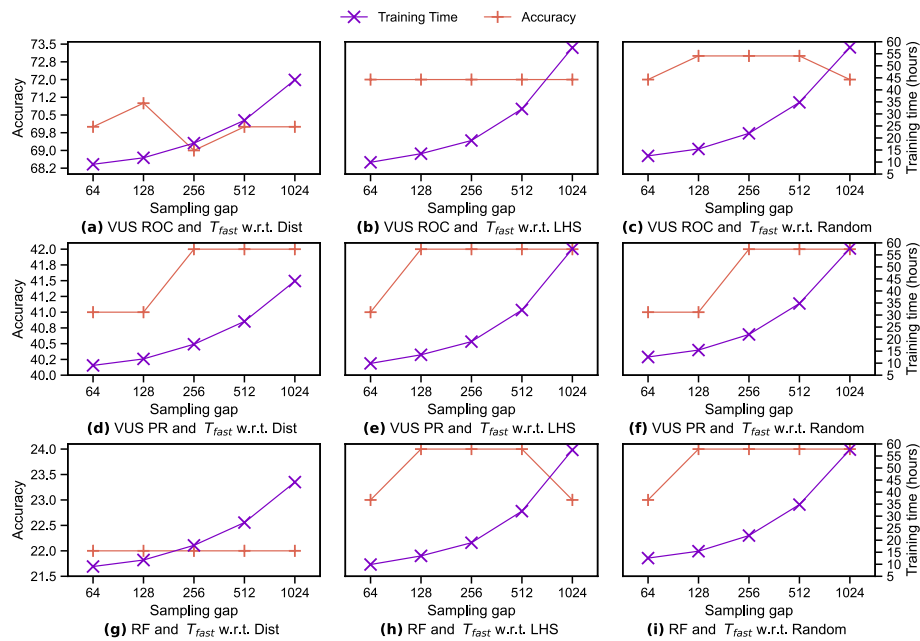 Training Time Accuracy
Accuracy
73.5
72.8
72.0
71.2
70.5
69.8
69.0
68.2
64 128 256 512 1024
Sampling gap
(a) VUS ROC and T_fast w.r.t. Dist
64 128 256 512 1024
Sampling gap
(b) VUS ROC and T_fast w.r.t. LHS
60
55
50
45
40
35
30
25
20
15
10
5
Training time (hours)
64 128 256 512 1024
Sampling gap
(c) VUS ROC and T_fast w.r.t. Random
Accuracy
42.0
41.8
41.5
41.2
41.0
40.8
40.5
40.2
40.0
64 128 256 512 1024
Sampling gap
(d) VUS PR and T_fast w.r.t. Dist
64 128 256 512 1024
Sampling gap
(e) VUS PR and T_fast w.r.t. LHS
60
55
50
45
40
35
30
25
20
15
10
5
Training time (hours)
64 128 256 512 1024
Sampling gap
(f) VUS PR and T_fast w.r.t. Random
Accuracy
24.0
23.0
22.0
21.5
64 128 256 512 1024
Sampling gap
(g) RF and T_fast w.r.t. Dist
64 128 256 512 1024
Sampling gap
(h) RF and T_fast w.r.t. LHS
60
55
50
45
40
35
30
25
20
15
10
5
Training time (hours)
64 128 256 512 1024
Sampling gap
(i) RF and T_fast w.r.t. Random